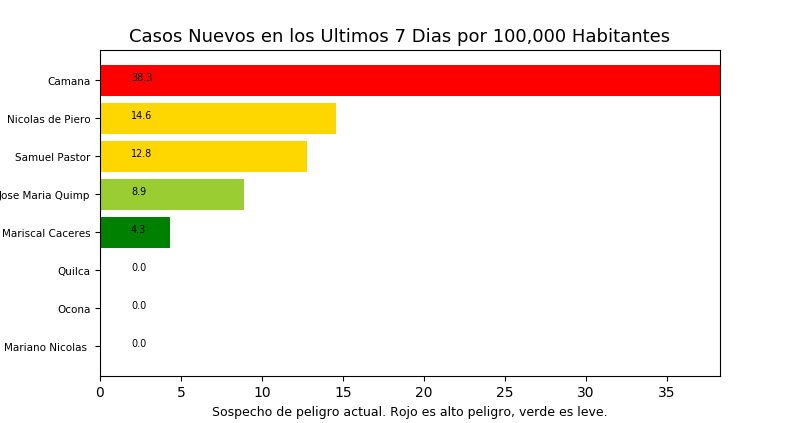 Casos Nuevos en los Ultimos 7 Dias por 100,000 Habitantes
Camana 38.3
Nicolas de Piero 14.6
Samuel Pastor 12.8
Jose Maria Quimp 8.9
Mariscal Caceres 4.3
Quilca 0.0
Ocona 0.0
Mariano Nicolas 0.0
0 5 10 15 20 25 30 35
Sospecho de peligro actual. Rojo es alto peligro, verde es leve.